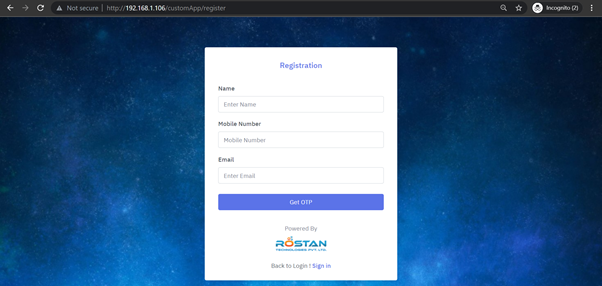 Not secure | http://192.168.1.106/customApp/register
Incognito (2)
Registration
Name
Enter Name
Mobile Number
Mobile Number
Email
Enter Email
Get OTP
Powered By
ROSTAN
TECHNOLOGIES PVT. LTD.
Back to Login ! Sign in